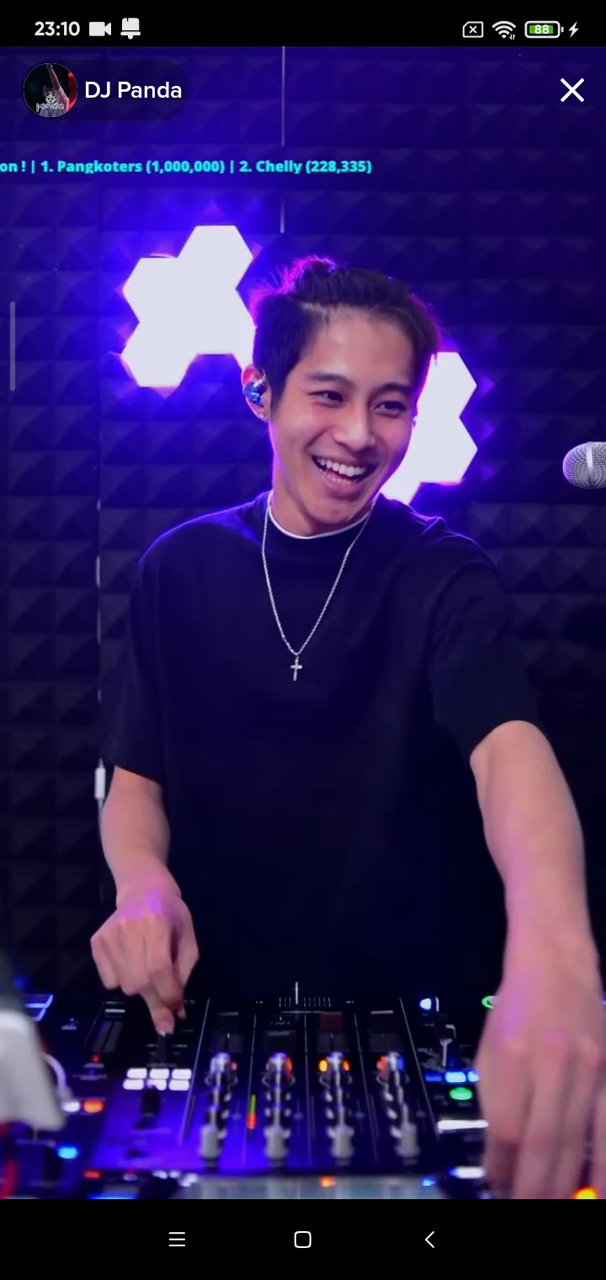 23:10
88
DJ Panda
on ! | 1. Pangkoters (1,000,000) | 2. Chelly (228,335)